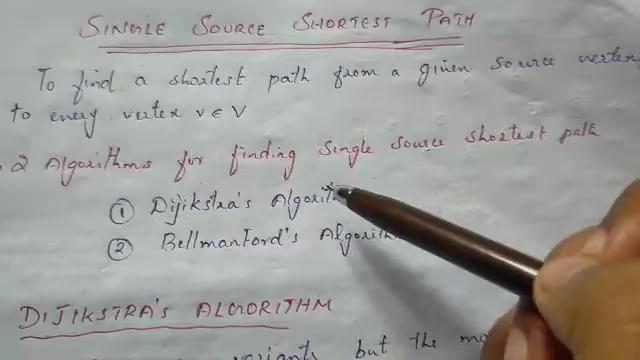 SINGLE SOURCE SHORTEST PATH
To find a shortest path from a given source vertex
to every vertex v ∈ V
2 Algorithms for finding single source shortest path
① Dijikstra's
② BellmanFord's
DIJIKSTRA'S ALGORITHM
variants but the